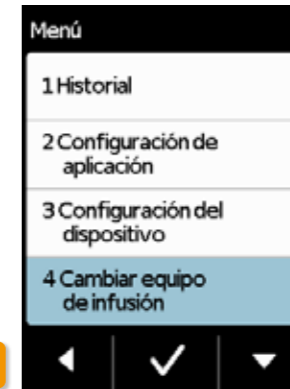 Menú
1 Historial
2 Configuración de
aplicación
3 Configuración del
dispositivo
4 Cambiar equipo
de infusión